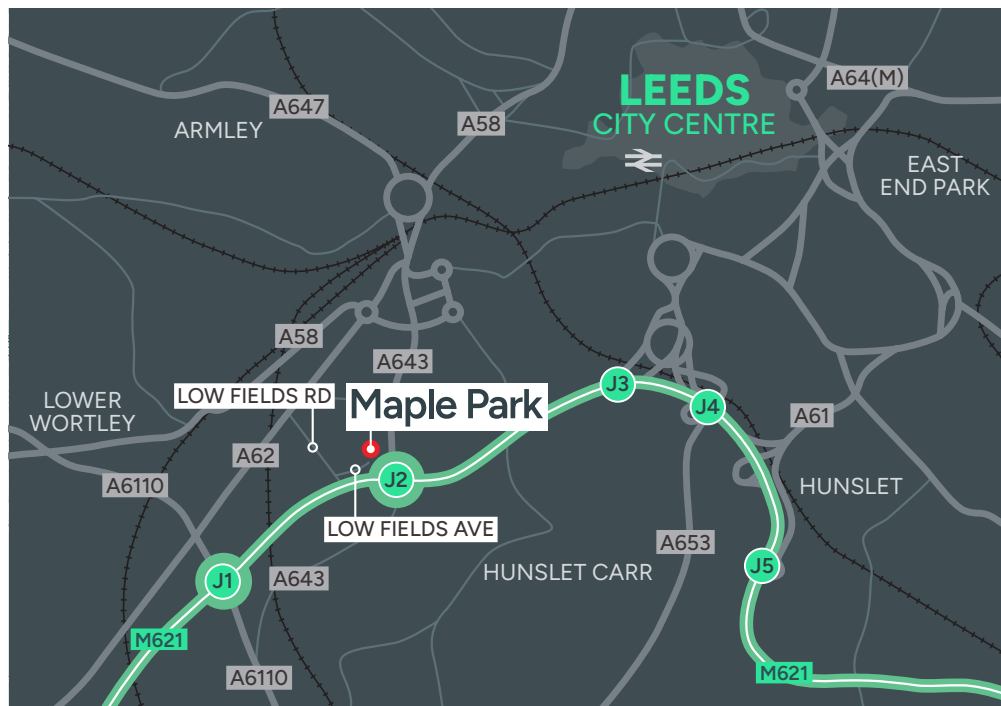 A64(M)
LEEDS
CITY CENTRE
A647
A58
ARMLEY
EAST
END PARK
A58
A643
LOW FIELDS RD
Maple Park
LOWER
WORTLEY
J3
J4
A61
A62
A6110
J2
HUNSLET
LOW FIELDS AVE
A653
J5
HUNSLET CARR
J1
A643
M621
A6110
M621